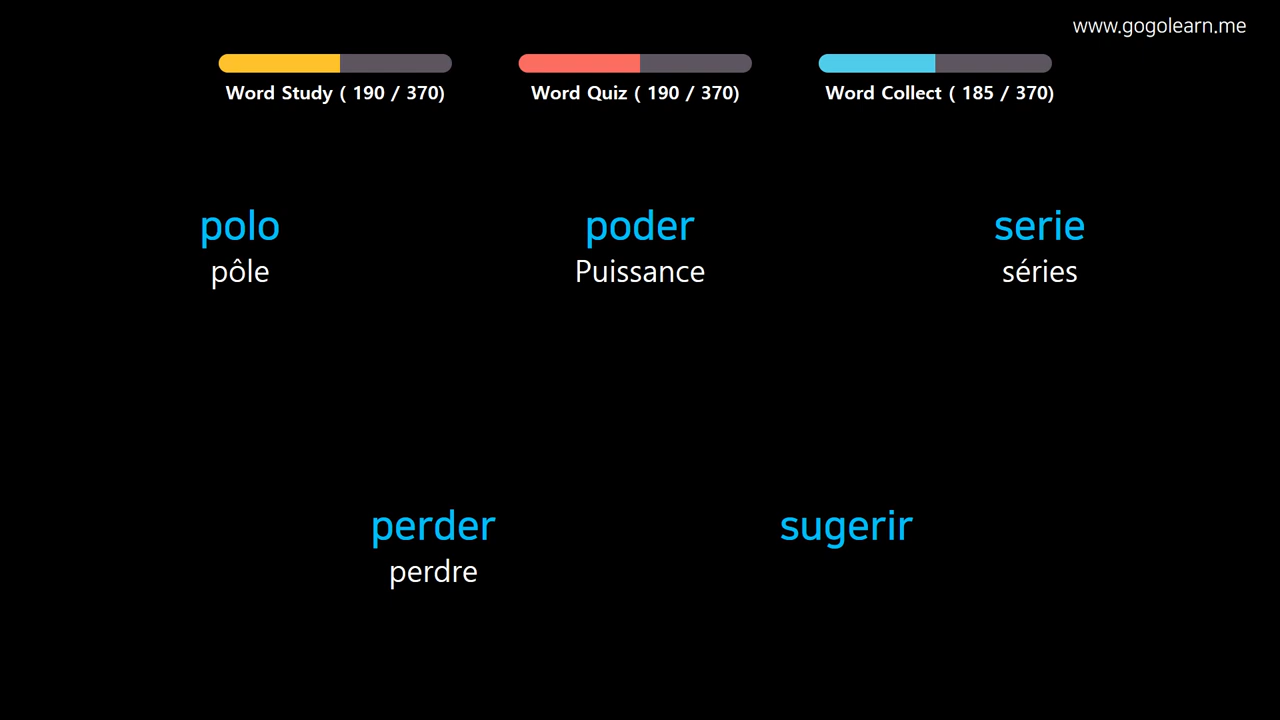 www.gogolearn.me
Word Study ( 190 / 370)
Word Quiz ( 190 / 370)
Word Collect ( 185 / 370)
polo
pôle
poder
Puissance
serie
séries
perder
perdre
sugerir